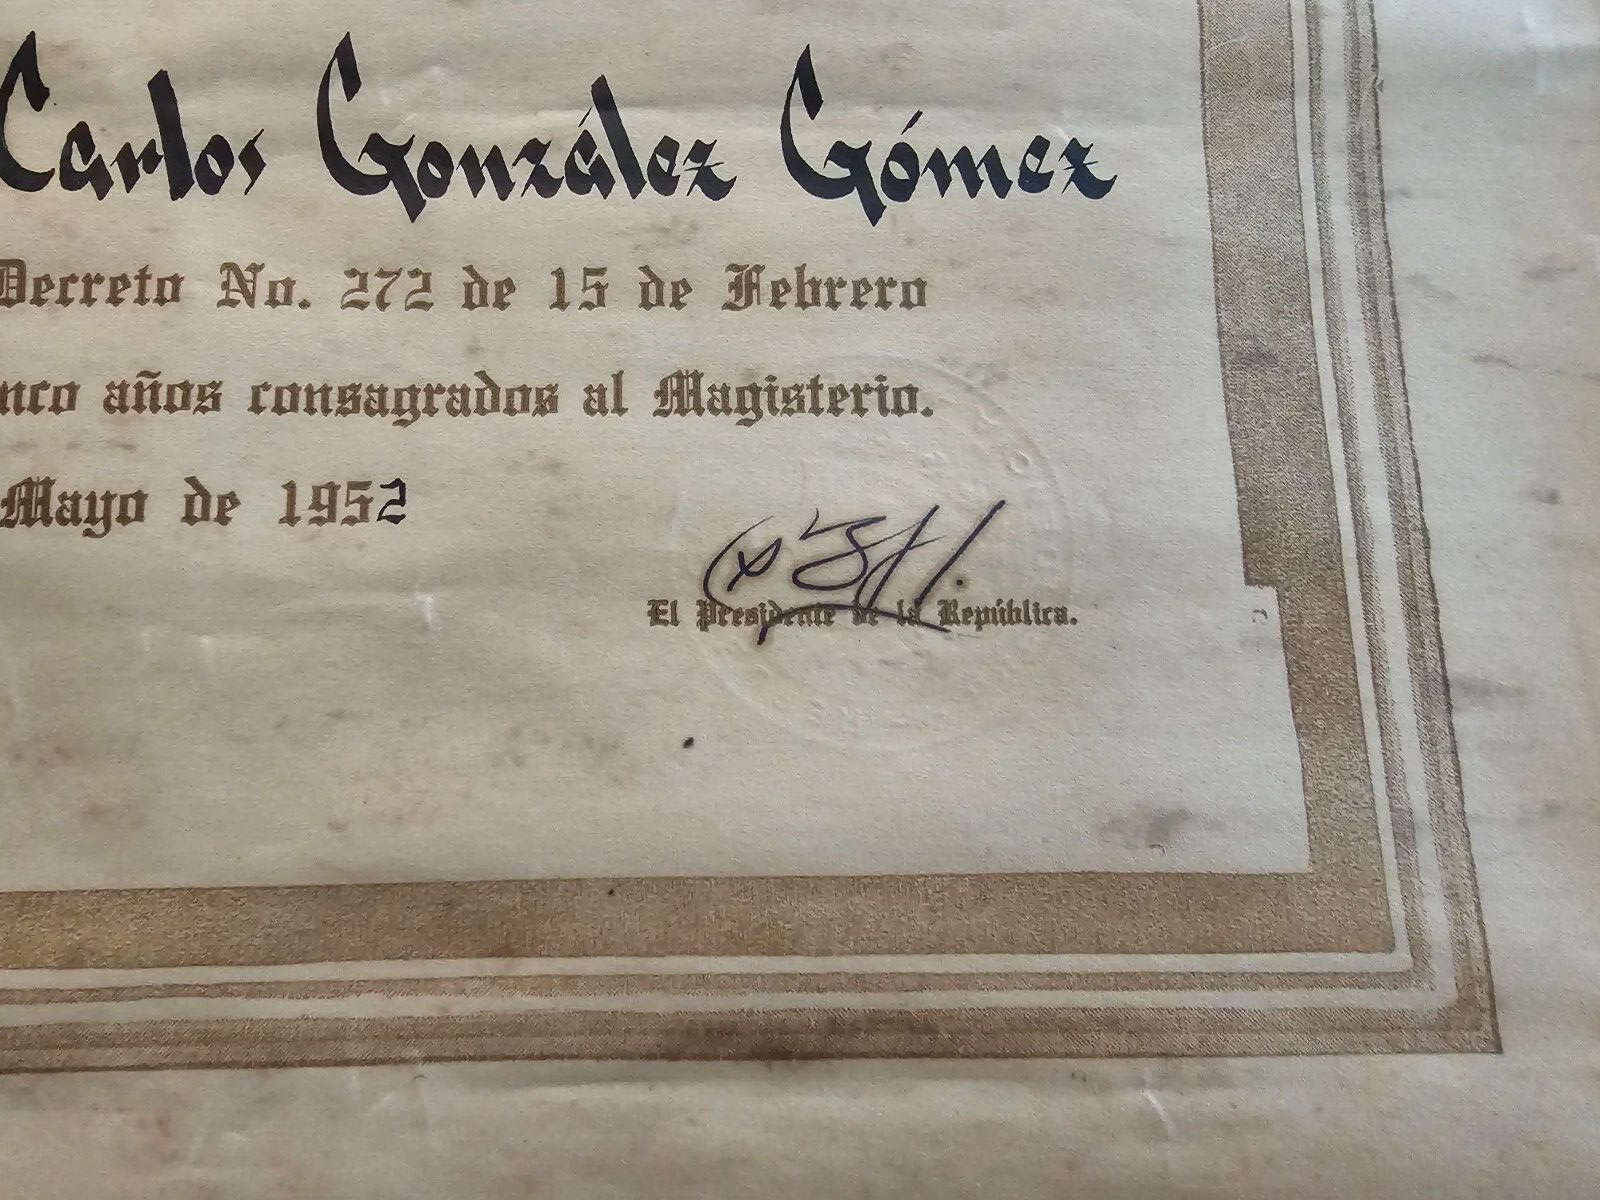 Carlos González Gómez
Decreto No. 272 de 15 de Febrero
nco años consagrados al Magisterio.
Mayo de 1952
El Presidente de la República.